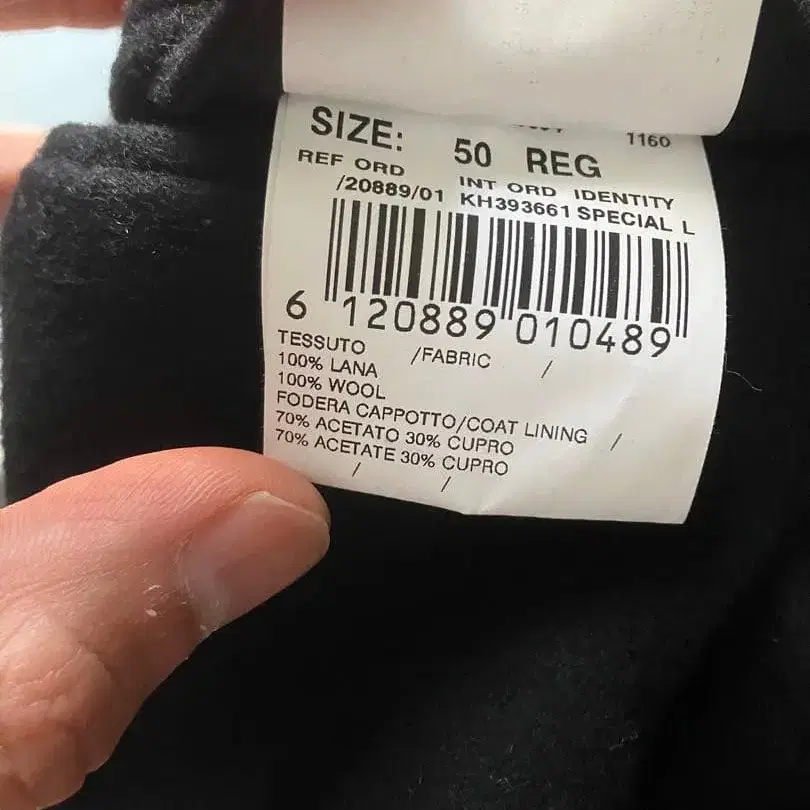 1160
SIZE: 50 REG
REF ORD INT ORD IDENTITY
/20889/01 KH393661 SPECIAL L
6 120889 010489
TESSUTO /FABRIC /
100% LANA
100% WOOL
FODERA CAPPOTTO/COAT LINING /
70% ACETATO 30% CUPRO
70% ACETATE 30% CUPRO
/ /